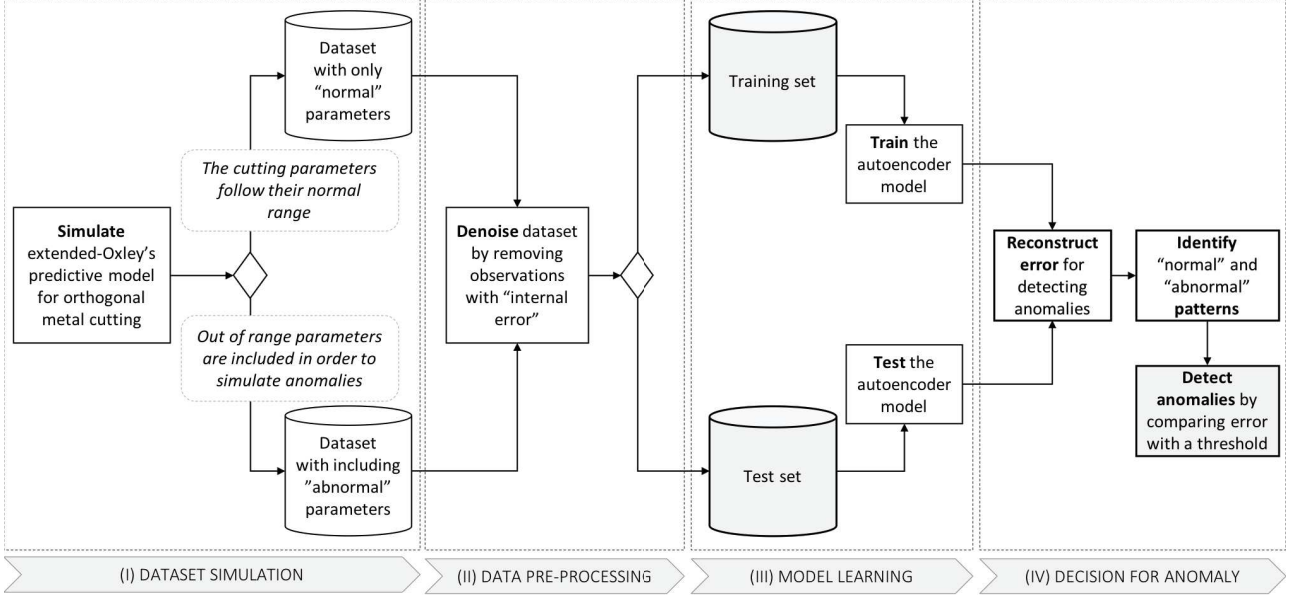 Dataset
with only
“normal”
parameters
The cutting parameters
follow their normal
range
Simulate
extended-Oxley’s
predictive model
for orthogonal
metal cutting
Out of range parameters
are included in order to
simulate anomalies
Dataset
with including
”abnormal”
parameters
Denoise dataset
by removing
observations
with “internal
error”
Training set
Train the
autoencoder
model
Test the
autoencoder
model
Test set
Reconstruct
error for
detecting
anomalies
Identify
“normal” and
“abnormal”
patterns
Detect
anomalies by
comparing error
with a threshold
(I) DATASET SIMULATION
(II) DATA PRE-PROCESSING
(III) MODEL LEARNING
(IV) DECISION FOR ANOMALY